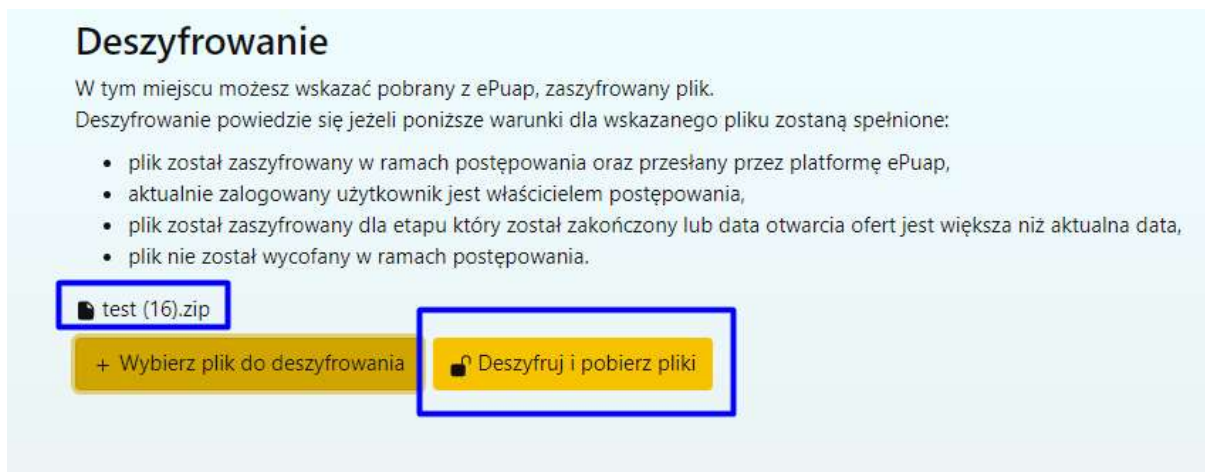 Deszyfrowanie
W tym miejscu możesz wskazać pobrany z ePuap, zaszyfrowany plik.
Deszyfrowanie powiedzie się jeżeli poniższe warunki dla wskazanego pliku zostaną spełnione:
• plik został zaszyfrowany w ramach postępowania oraz przesłany przez platformę ePuap,
• aktualnie zalogowany użytkownik jest właścicielem postępowania,
• plik został zaszyfrowany dla etapu który został zakończony lub data otwarcia ofert jest większa niż aktualna data,
• plik nie został wycofany w ramach postępowania.
test (16).zip
+ Wybierz plik do deszyfrowania Deszyfruj i pobierz pliki